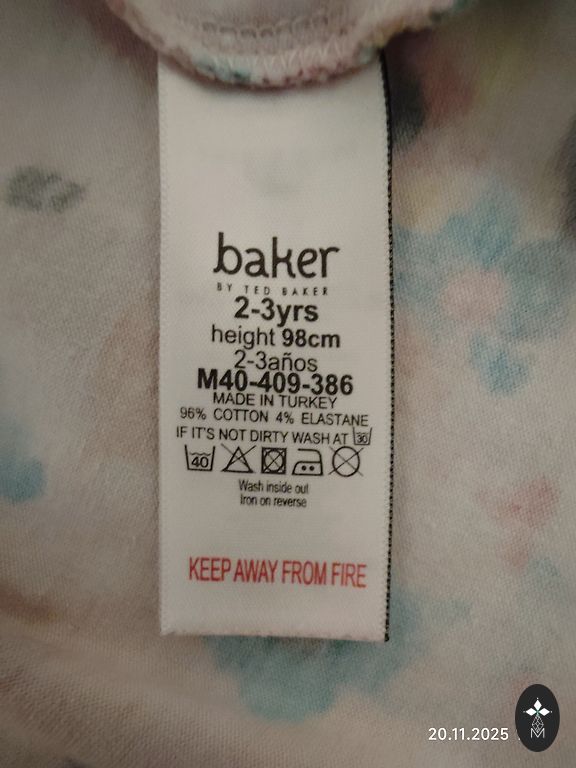 baker
BY TED BAKER
2-3yrs
height 98cm
2-3años
M40-409-386
MADE IN TURKEY
96% COTTON 4% ELASTANE
IF IT'S NOT DIRTY WASH AT 30
40
Wash inside out
Iron on reverse
KEEP AWAY FROM FIRE
20.11.2025
M